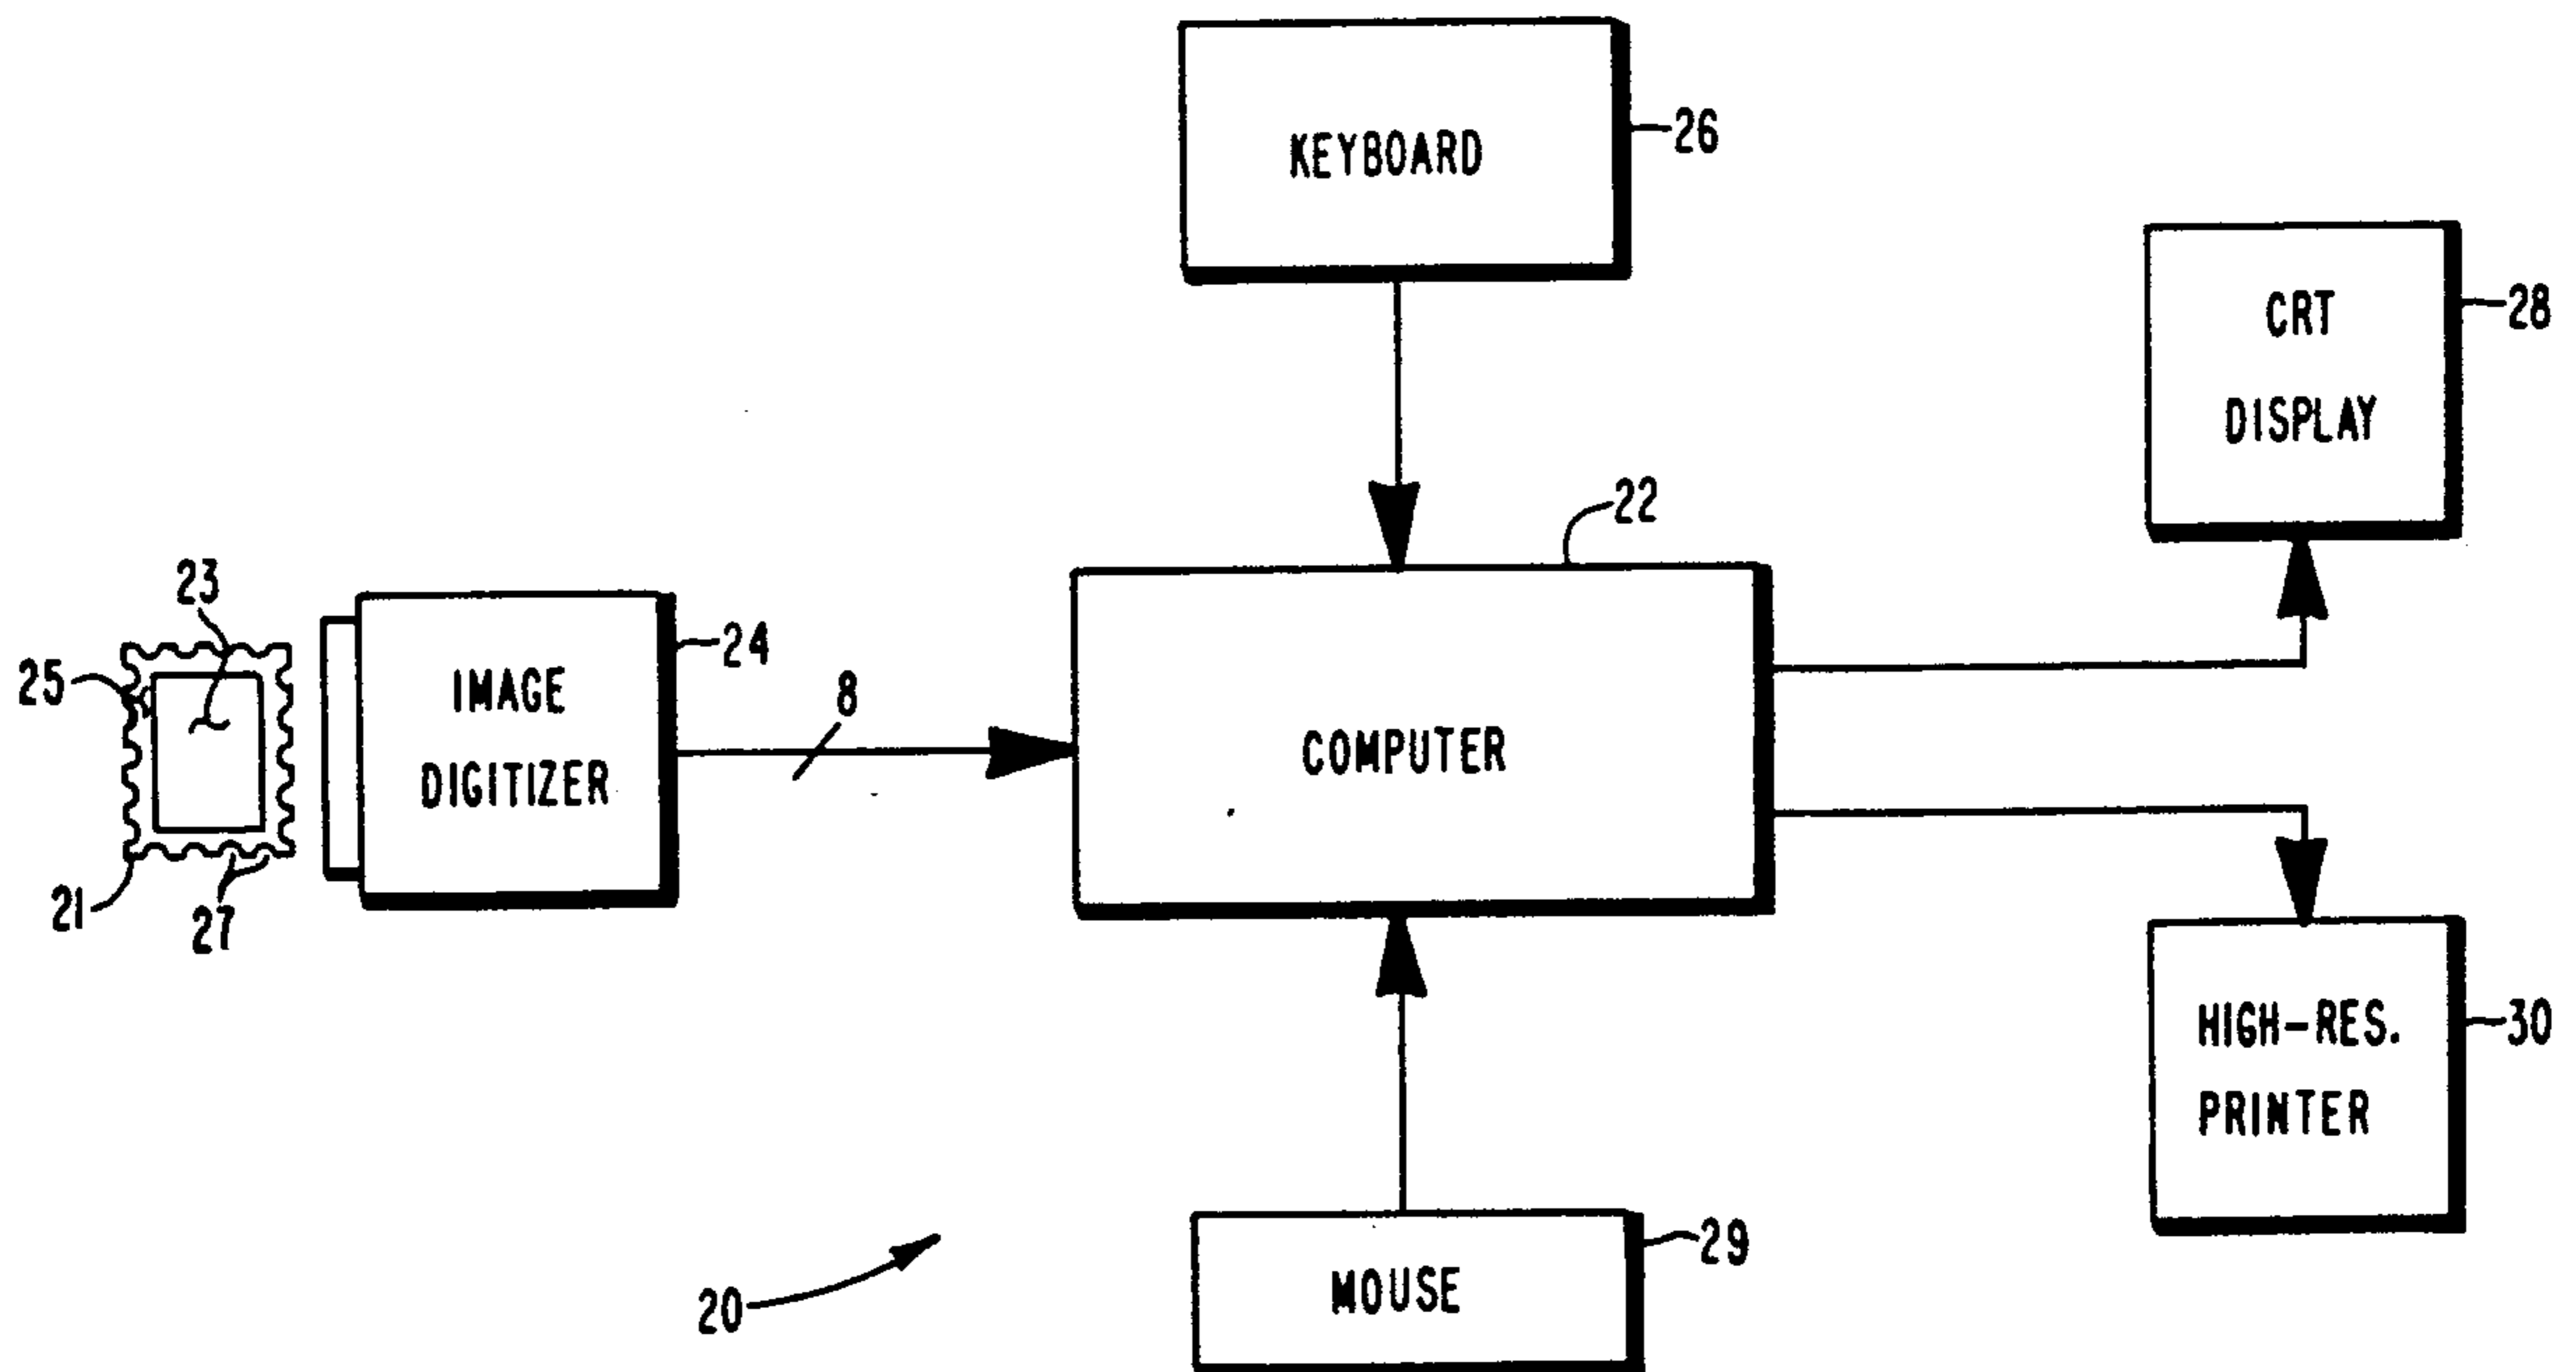 KEYBOARD
26
CRT
DISPLAY
28
22
23
24
25
IMAGE
DIGITIZER
8
COMPUTER
21
27
HIGH-RES.
PRINTER
30
29
MOUSE
20